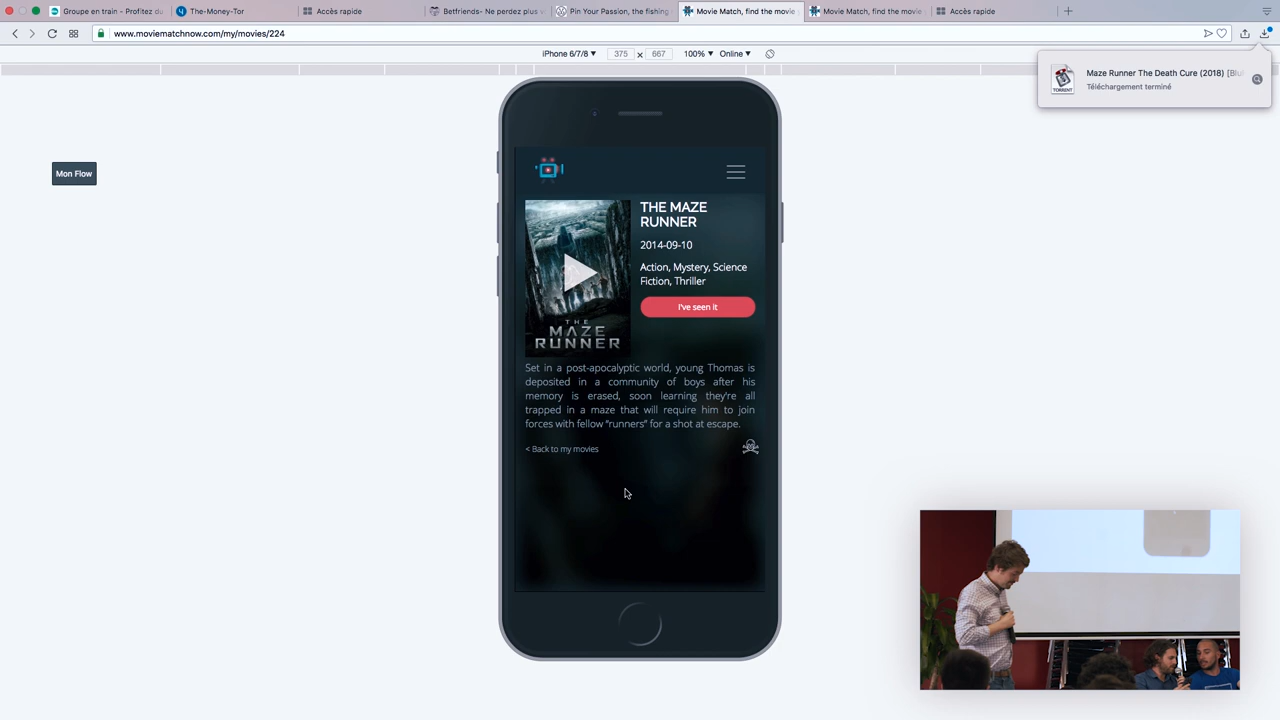 Groupe en train - Profitez du
The-Money-Tor
Accès rapide
Betfriends- Ne perdez plus v
Pin Your Passion, the fishing
Movie Match, find the movie
Movie Match, find the movie
Accès rapide
www.moviematchnow.com/my/movies/224
iPhone 6/7/8 ▼ 375 x 667 100% ▼ Online ▼
Maze Runner The Death Cure (2018) [Blu
Téléchargement terminé
TORRENT
Mon Flow
THE MAZE
RUNNER
2014-09-10
Action, Mystery, Science
Fiction, Thriller
I've seen it
THE
MAZE
RUNNER
Set in a post-apocalyptic world, young Thomas is
deposited in a community of boys after his
memory is erased, soon learning they're all
trapped in a maze that will require him to join
forces with fellow "runners" for a shot at escape.
< Back to my movies